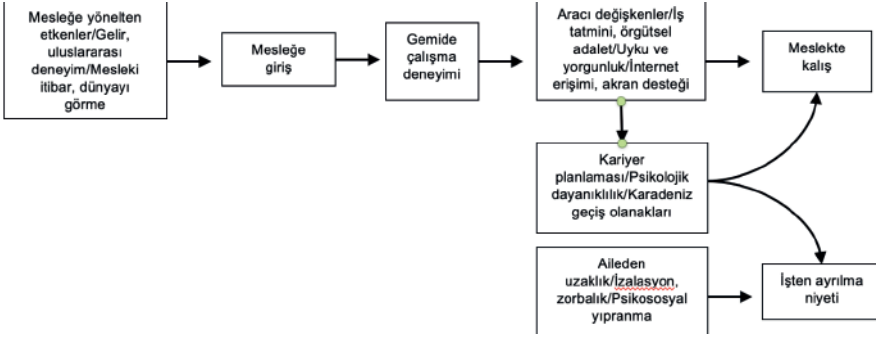 Mesleğe yönelten
etkenler/Gelir,
uluslararası
deneyim/Mesleki
itibar, dünyayı
görme
Mesleğe
giriş
Gemide
çalışma
deneyimi
Aracı değişkenler/İş
tatmini, örgütsel
adalet/Uyku ve
yorgunluk/İnternet
erişimi, akran desteği
Meslekte
kalış
Kariyer
planlaması/Psikolojik
dayanıklılık/Karadeniz
geçiş olanakları
Aileden
uzaklık/İzalasyon,
zorbalık/Psikososyal
yıpranma
İşten ayrılma
niyeti